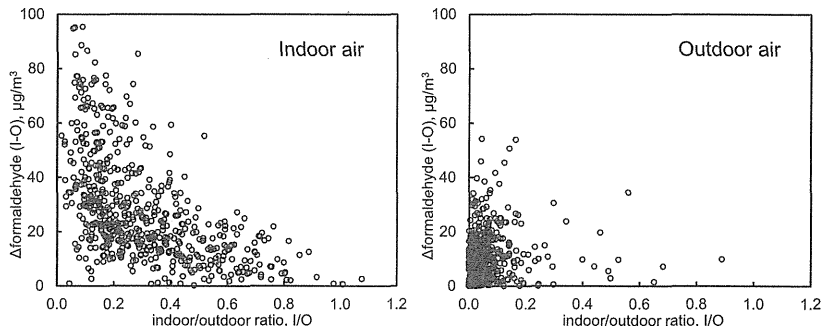 Indoor air
Δformaldehyde (I-O), μg/m³
100
80
60
40
20
0
0.0 0.2 0.4 0.6 0.8 1.0 1.2
indoor/outdoor ratio, I/O
Outdoor air
Δformaldehyde (I-O), μg/m³
100
80
60
40
20
0
0.0 0.2 0.4 0.6 0.8 1.0 1.2
indoor/outdoor ratio, I/O